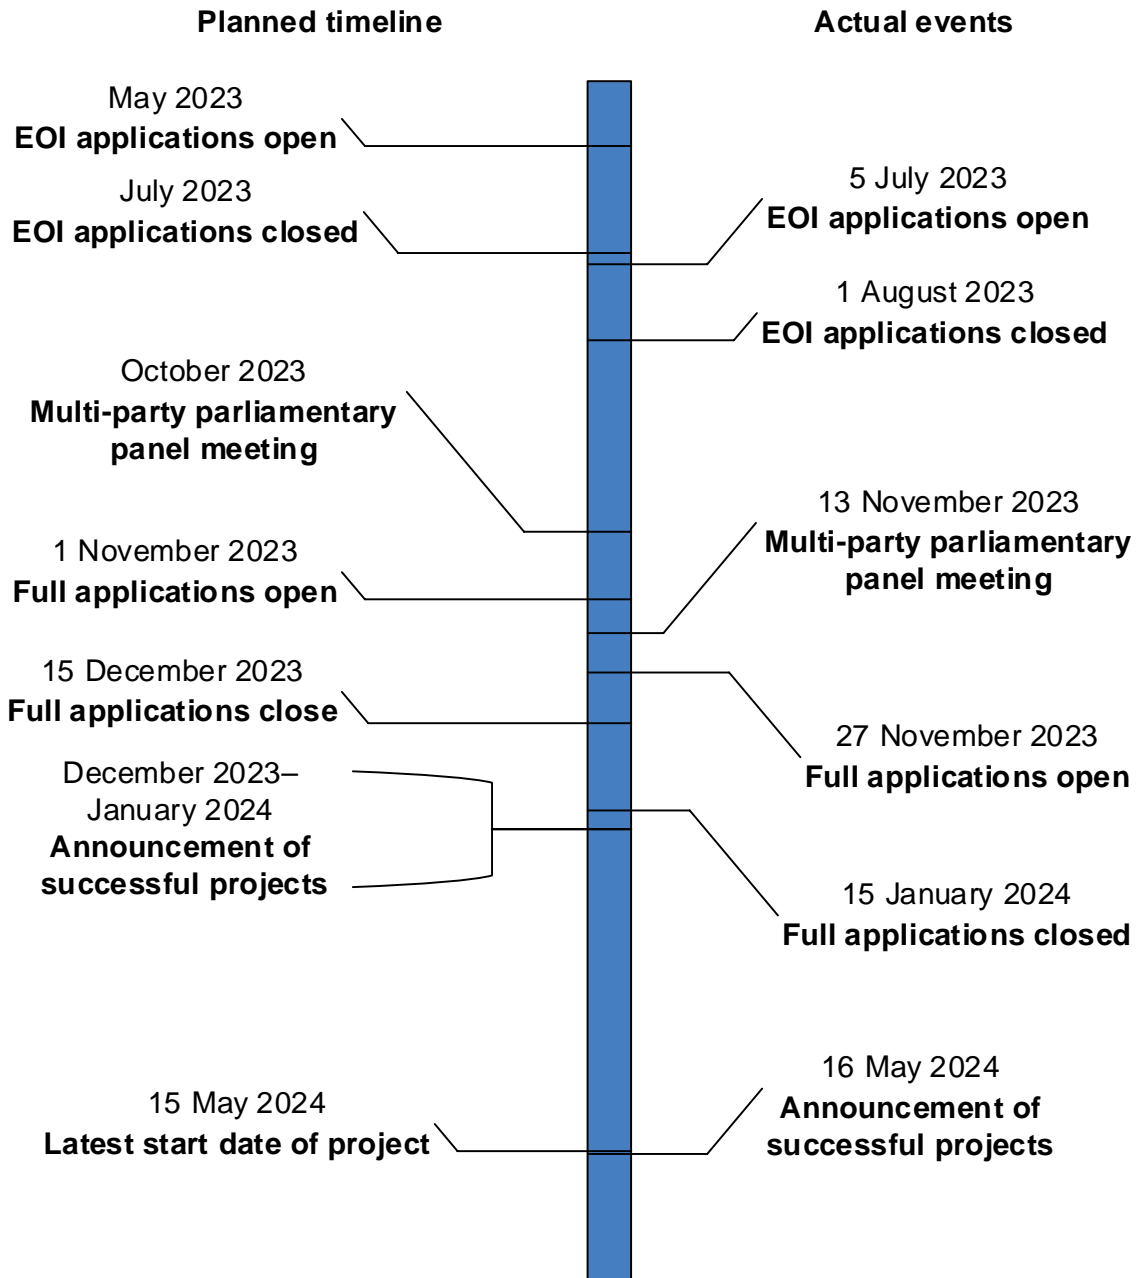 Planned timeline
Actual events
May 2023
EOI applications open
July 2023
EOI applications closed
5 July 2023
EOI applications open
1 August 2023
EOI applications closed
October 2023
Multi-party parliamentary
panel meeting
13 November 2023
Multi-party parliamentary
panel meeting
1 November 2023
Full applications open
15 December 2023
Full applications close
27 November 2023
Full applications open
December 2023–
January 2024
Announcement of
successful projects
15 January 2024
Full applications closed
16 May 2024
Announcement of
successful projects
15 May 2024
Latest start date of project